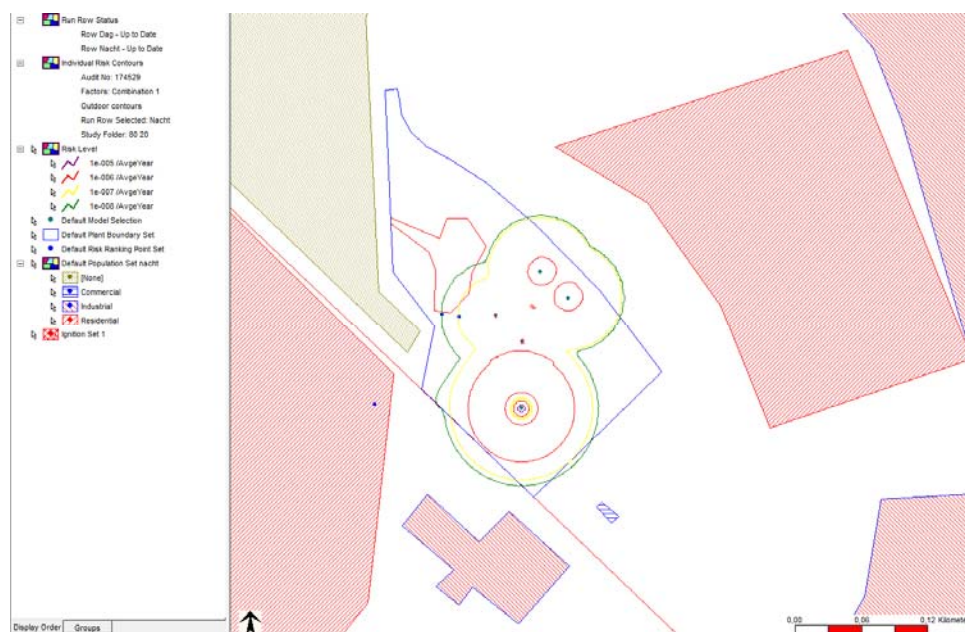 Run Row Status
Row Dag - Up to Date
Row Nacht - Up to Date
Individual Risk Contours
Audit No: 174529
Factors: Combination 1
Outdoor contours
Run Row Selected: Nacht
Study Folder: 80 20
Risk Level
1e-005 /AvgeYear
1e-006 /AvgeYear
1e-007 /AvgeYear
1e-008 /AvgeYear
Default Model Selection
Default Plant Boundary Set
Default Risk Ranking Point Set
Default Population Set nacht
[None]
Commercial
Industrial
Residential
Ignition Set 1
Display Order Groups
0,00 0,06 0,12 Kilomete